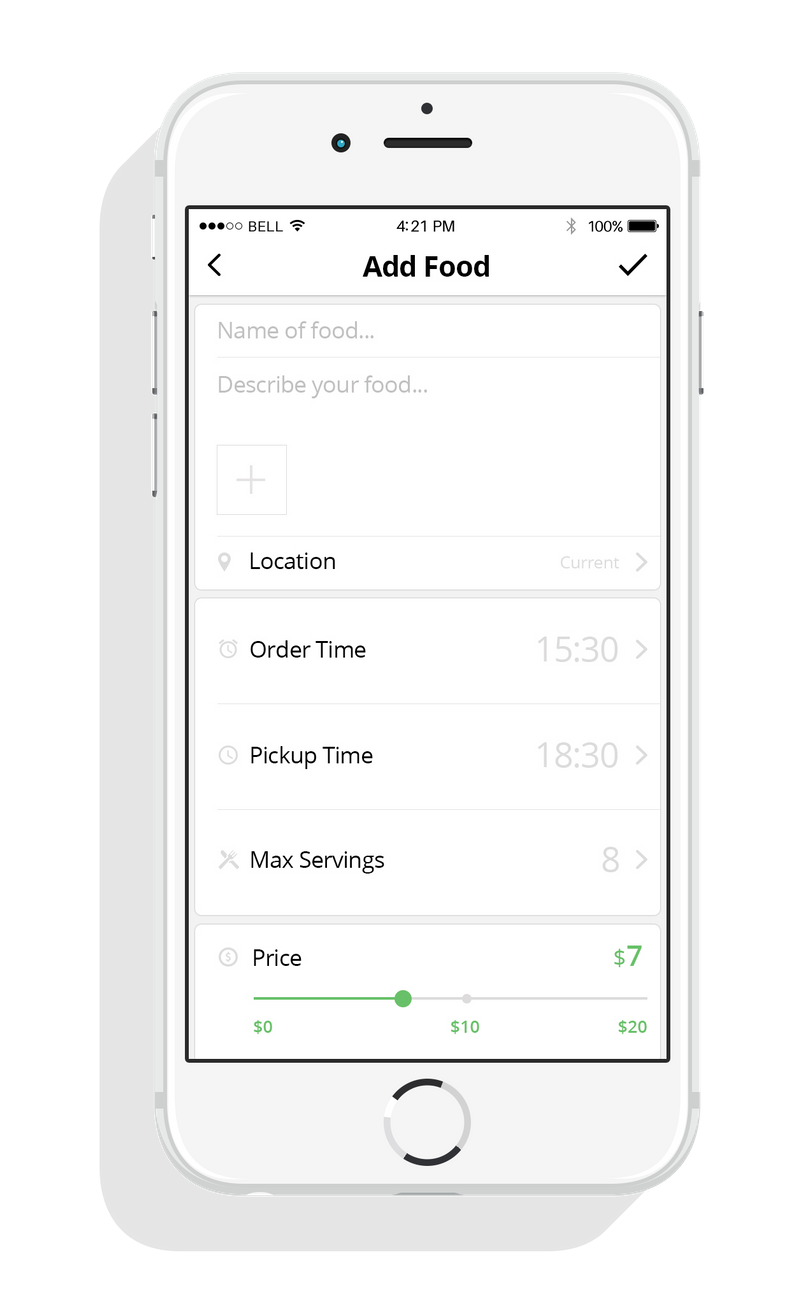 BELL 4:21 PM 100%
Add Food
Name of food...
Describe your food...
Location Current
Order Time 15:30
Pickup Time 18:30
Max Servings 8
$ Price $7
$0 $10 $20